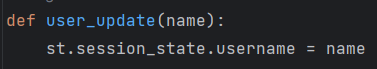 def user_update(name):
    st.session_state.username = name